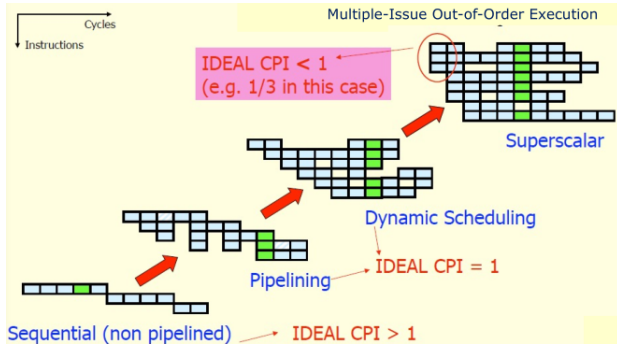 Multiple-Issue Out-of-Order Execution
Cycles
Instructions
IDEAL CPI < 1
(e.g. 1/3 in this case)
Superscalar
Dynamic Scheduling
Pipelining
IDEAL CPI = 1
Sequential (non pipelined)
IDEAL CPI > 1